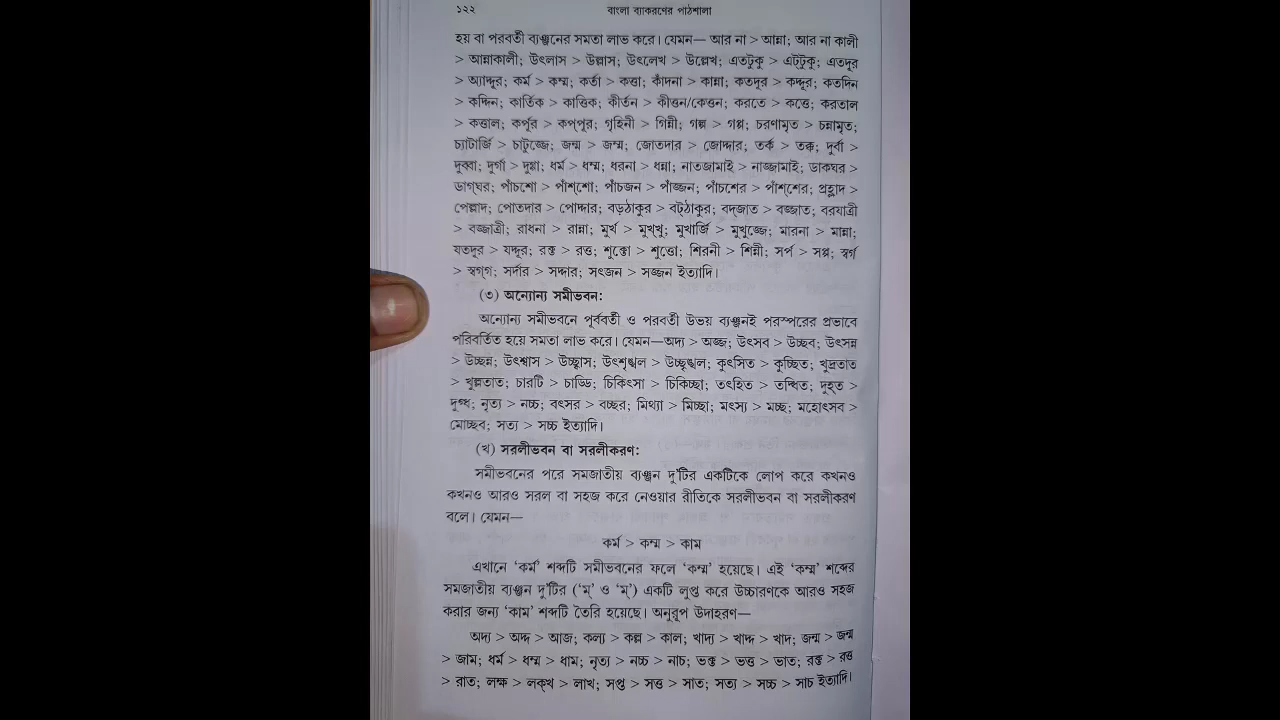 ১২২ বাংলা ব্যাকরণের পাঠশালা
হয় বা পরবর্তী ব্যঞ্জনের সমতা লাভ করে। যেমন— আর না > আন্না; আর না কালী
> আন্নাকালী; উৎলাস > উল্লাস; উৎলেখ > উল্লেখ; এতটুকু > এট্‌টুকু; এতদূর
> অ্যাদ্দূর; কর্ম > কম্ম; কর্তা > কত্তা; কাঁদনা > কান্না; কতদূর > কদ্দূর; কতদিন
> কদ্দিন; কার্তিক > কাত্তিক; কীর্তন > কীত্তন/কেত্তন; করতে > কত্তে; করতাল
> কত্তাল; কর্পূর > কপ্‌পূর; গৃহিনী > গিন্নী; গল্প > গপ্প; চরণামৃত > চন্নামৃত;
চ্যাটার্জি > চাটুজ্জে; জন্ম > জম্ম; জোতদার > জোদ্দার; তর্ক > তক্ক; দুর্বা >
দুব্বা; দুর্গা > দুগ্গা; ধর্ম > ধম্ম; ধরনা > ধন্না; নাতজামাই > নাজ্জামাই; ডাকঘর >
ডাগ্‌ঘর; পাঁচশো > পাঁশ্‌শো; পাঁচজন > পাঁজ্জন; পাঁচশের > পাঁশ্‌শের; প্রহ্লাদ >
পেল্লাদ; পোতদার > পোদ্দার; বড়ঠাকুর > বট্‌ঠাকুর; বদ্‌জাত > বজ্জাত; বরযাত্রী
> বজ্জাত্রী; রাধনা > রান্না; মুর্খ > মুখ্‌খু; মুখার্জি > মুখুজ্জে; মারনা > মান্না;
যতদূর > যদ্দূর; রক্ত > রত্ত; শুক্তো > শুত্তো; শিরনী > শিন্নী; সর্প > সপ্প; স্বর্গ
> স্বগ্‌গ; সর্দার > সদ্দার; সৎজন > সজ্জন ইত্যাদি।
(৩) অন্যোন্য সমীভবন:
অন্যোন্য সমীভবনে পূর্ববর্তী ও পরবর্তী উভয় ব্যঞ্জনই পরস্পরের প্রভাবে
পরিবর্তিত হয়ে সমতা লাভ করে। যেমন—অদ্য > অজ্জ; উৎসব > উচ্ছব; উৎসন্ন
> উচ্ছন্ন; উৎশ্বাস > উচ্ছ্বাস; উৎশৃঙ্খল > উচ্ছৃঙ্খল; কুৎসিত > কুচ্ছিত; খুদ্রতাত
> খুল্লতাত; চারটি > চাড্ডি; চিকিৎসা > চিকিচ্ছা; তৎহিত > তদ্ধিত; দুহ্‌ত >
দুগ্ধ; নৃত্য > নচ্চ; বৎসর > বচ্ছর; মিথ্যা > মিচ্ছা; মৎস্য > মচ্ছ; মহোৎসব >
মোচ্ছব; সত্য > সচ্চ ইত্যাদি।
(খ) সরলীভবন বা সরলীকরণ:
সমীভবনের পরে সমজাতীয় ব্যঞ্জন দু'টির একটিকে লোপ করে কখনও
কখনও আরও সরল বা সহজ করে নেওয়ার রীতিকে সরলীভবন বা সরলীকরণ
বলে। যেমন—
কর্ম > কম্ম > কাম
এখানে ‘কর্ম’ শব্দটি সমীভবনের ফলে ‘কম্ম’ হয়েছে। এই ‘কম্ম’ শব্দের
সমজাতীয় ব্যঞ্জন দু'টির (‘ম্‌’ ও ‘ম্‌’) একটি লুপ্ত করে উচ্চারণকে আরও সহজ
করার জন্য ‘কাম’ শব্দটি তৈরি হয়েছে। অনুরূপ উদাহরণ—
অদ্য > অদ্দ > আজ; কল্য > কল্ল > কাল; খাদ্য > খাদ্দ > খাদ; জন্ম > জম্ম
> জাম; ধর্ম > ধম্ম > ধাম; নৃত্য > নচ্চ > নাচ; ভক্ত > ভত্ত > ভাত; রক্ত > রত্ত
> রাত; লক্ষ > লক্‌খ > লাখ; সপ্ত > সত্ত > সাত; সত্য > সচ্চ > সাচ ইত্যাদি।